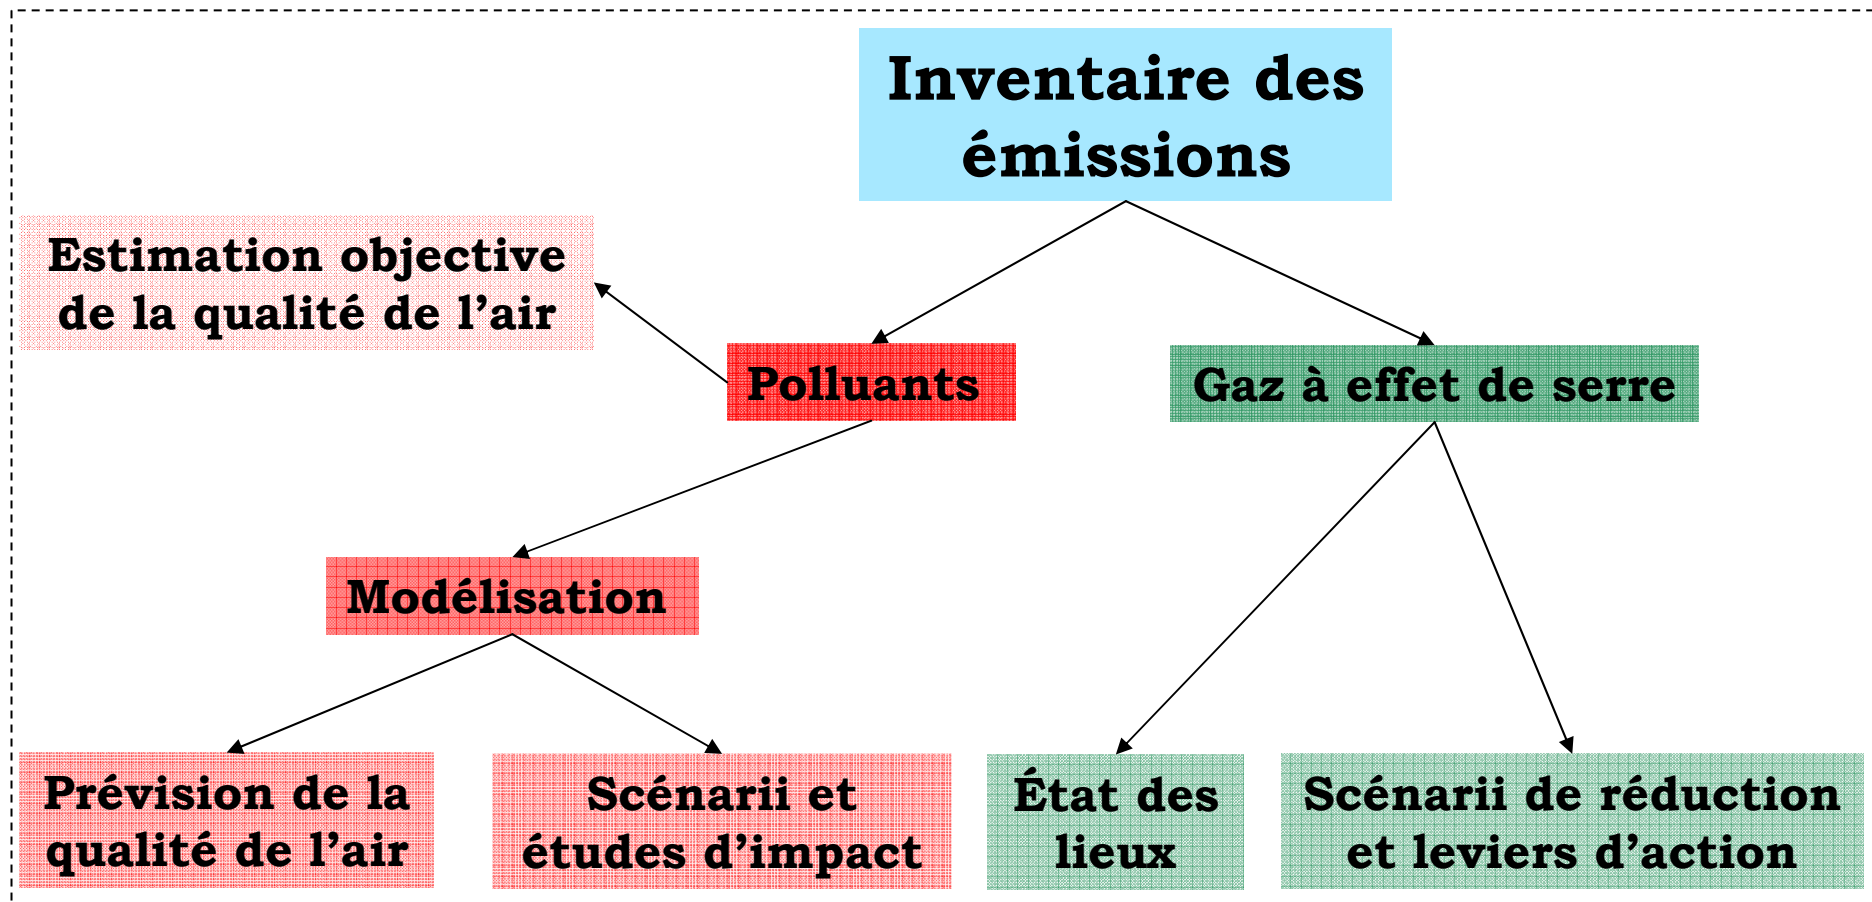 Inventaire des
émissions
Estimation objective
de la qualité de l’air
Polluants
Gaz à effet de serre
Modélisation
Prévision de la
qualité de l’air
Scénarii et
études d’impact
État des
lieux
Scénarii de réduction
et leviers d’action